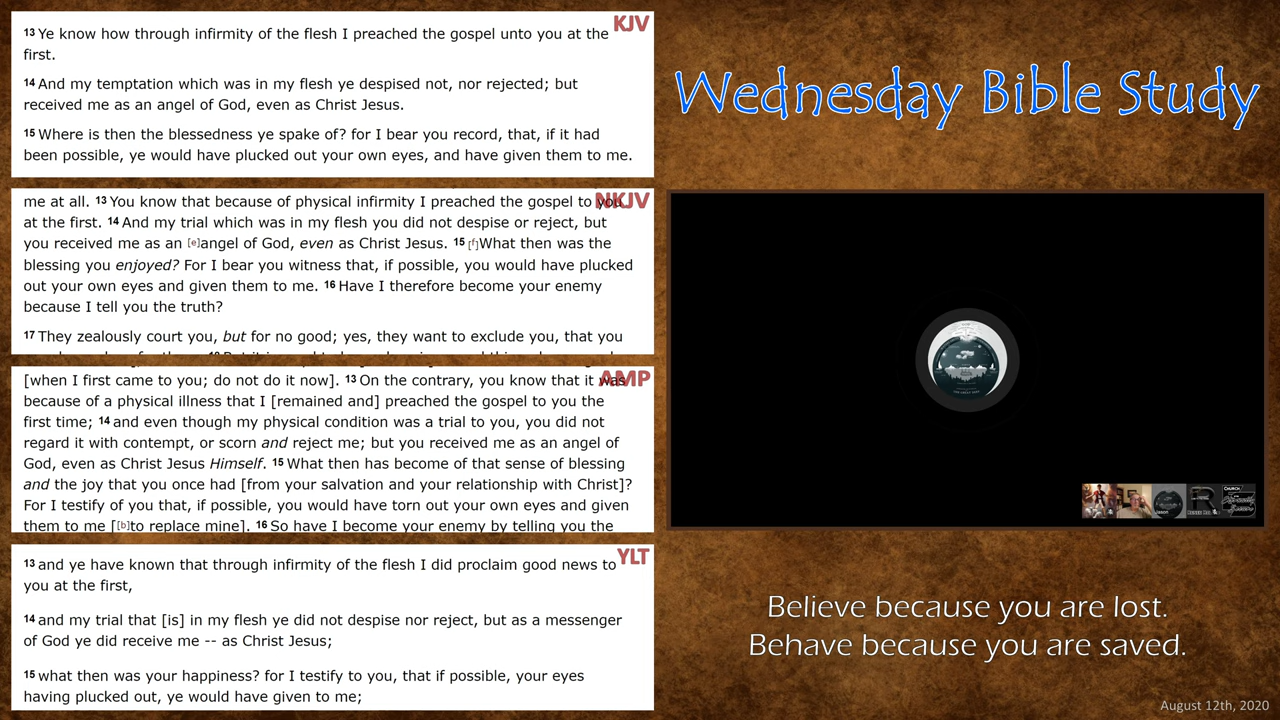 KJV
13 Ye know how through infirmity of the flesh I preached the gospel unto you at the
first.
14 And my temptation which was in my flesh ye despised not, nor rejected; but
received me as an angel of God, even as Christ Jesus.
15 Where is then the blessedness ye spake of? for I bear you record, that, if it had
been possible, ye would have plucked out your own eyes, and have given them to me.
NKJV
me at all. 13 You know that because of physical infirmity I preached the gospel to you
at the first. 14 And my trial which was in my flesh you did not despise or reject, but
you received me as an [e]angel of God, even as Christ Jesus. 15 [f]What then was the
blessing you enjoyed? For I bear you witness that, if possible, you would have plucked
out your own eyes and given them to me. 16 Have I therefore become your enemy
because I tell you the truth?
17 They zealously court you, but for no good; yes, they want to exclude you, that you
AMP
[when I first came to you; do not do it now]. 13 On the contrary, you know that it was
because of a physical illness that I [remained and] preached the gospel to you the
first time; 14 and even though my physical condition was a trial to you, you did not
regard it with contempt, or scorn and reject me; but you received me as an angel of
God, even as Christ Jesus Himself. 15 What then has become of that sense of blessing
and the joy that you once had [from your salvation and your relationship with Christ]?
For I testify of you that, if possible, you would have torn out your own eyes and given
them to me [[b]to replace mine]. 16 So have I become your enemy by telling you the
YLT
13 and ye have known that through infirmity of the flesh I did proclaim good news to
you at the first,
14 and my trial that [is] in my flesh ye did not despise nor reject, but as a messenger
of God ye did receive me -- as Christ Jesus;
15 what then was your happiness? for I testify to you, that if possible, your eyes
having plucked out, ye would have given to me;
Wednesday Bible Study
Jason
CHURCH
Believe because you are lost.
Behave because you are saved.
August 12th, 2020